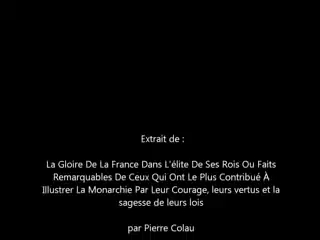 Extrait de :
La Gloire De La France Dans L'élite De Ses Rois Ou Faits
Remarquables De Ceux Qui Ont Le Plus Contribué À
Illustrer La Monarchie Par Leur Courage, leurs vertus et la
sagesse de leurs lois
par Pierre Colau